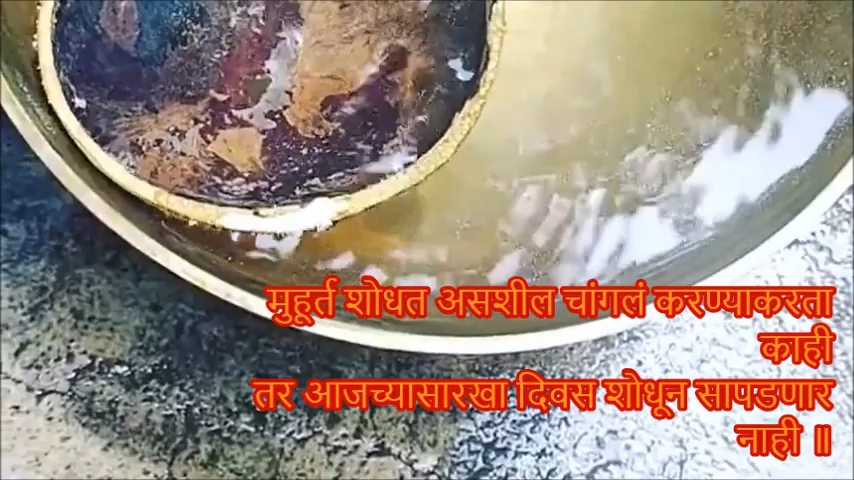 मुहूर्त शोधत असशील चांगलं करण्याकरता
काही
तर आजच्यासारखा दिवस शोधून सापडणार
नाही ॥